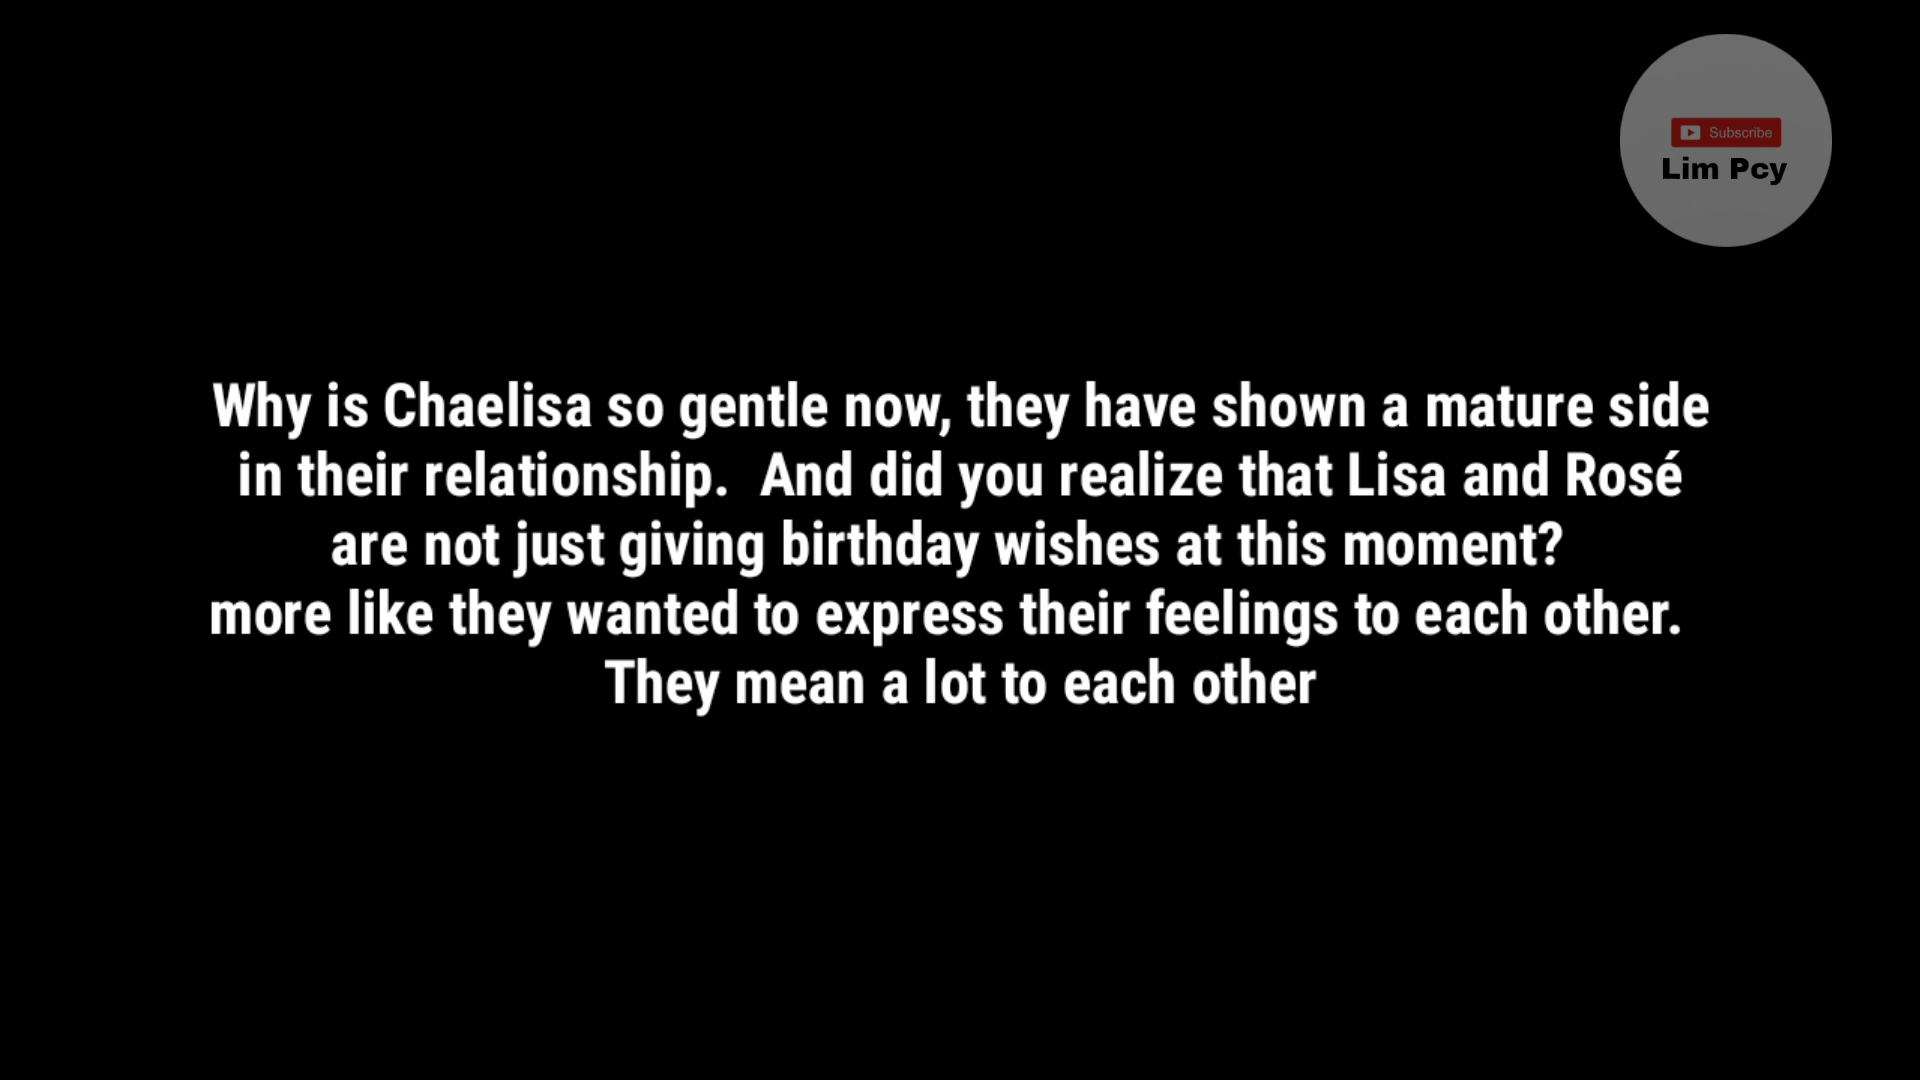 Subscribe
Lim Pcy
Why is Chaelisa so gentle now, they have shown a mature side
in their relationship.  And did you realize that Lisa and Rosé
are not just giving birthday wishes at this moment?
more like they wanted to express their feelings to each other.
They mean a lot to each other